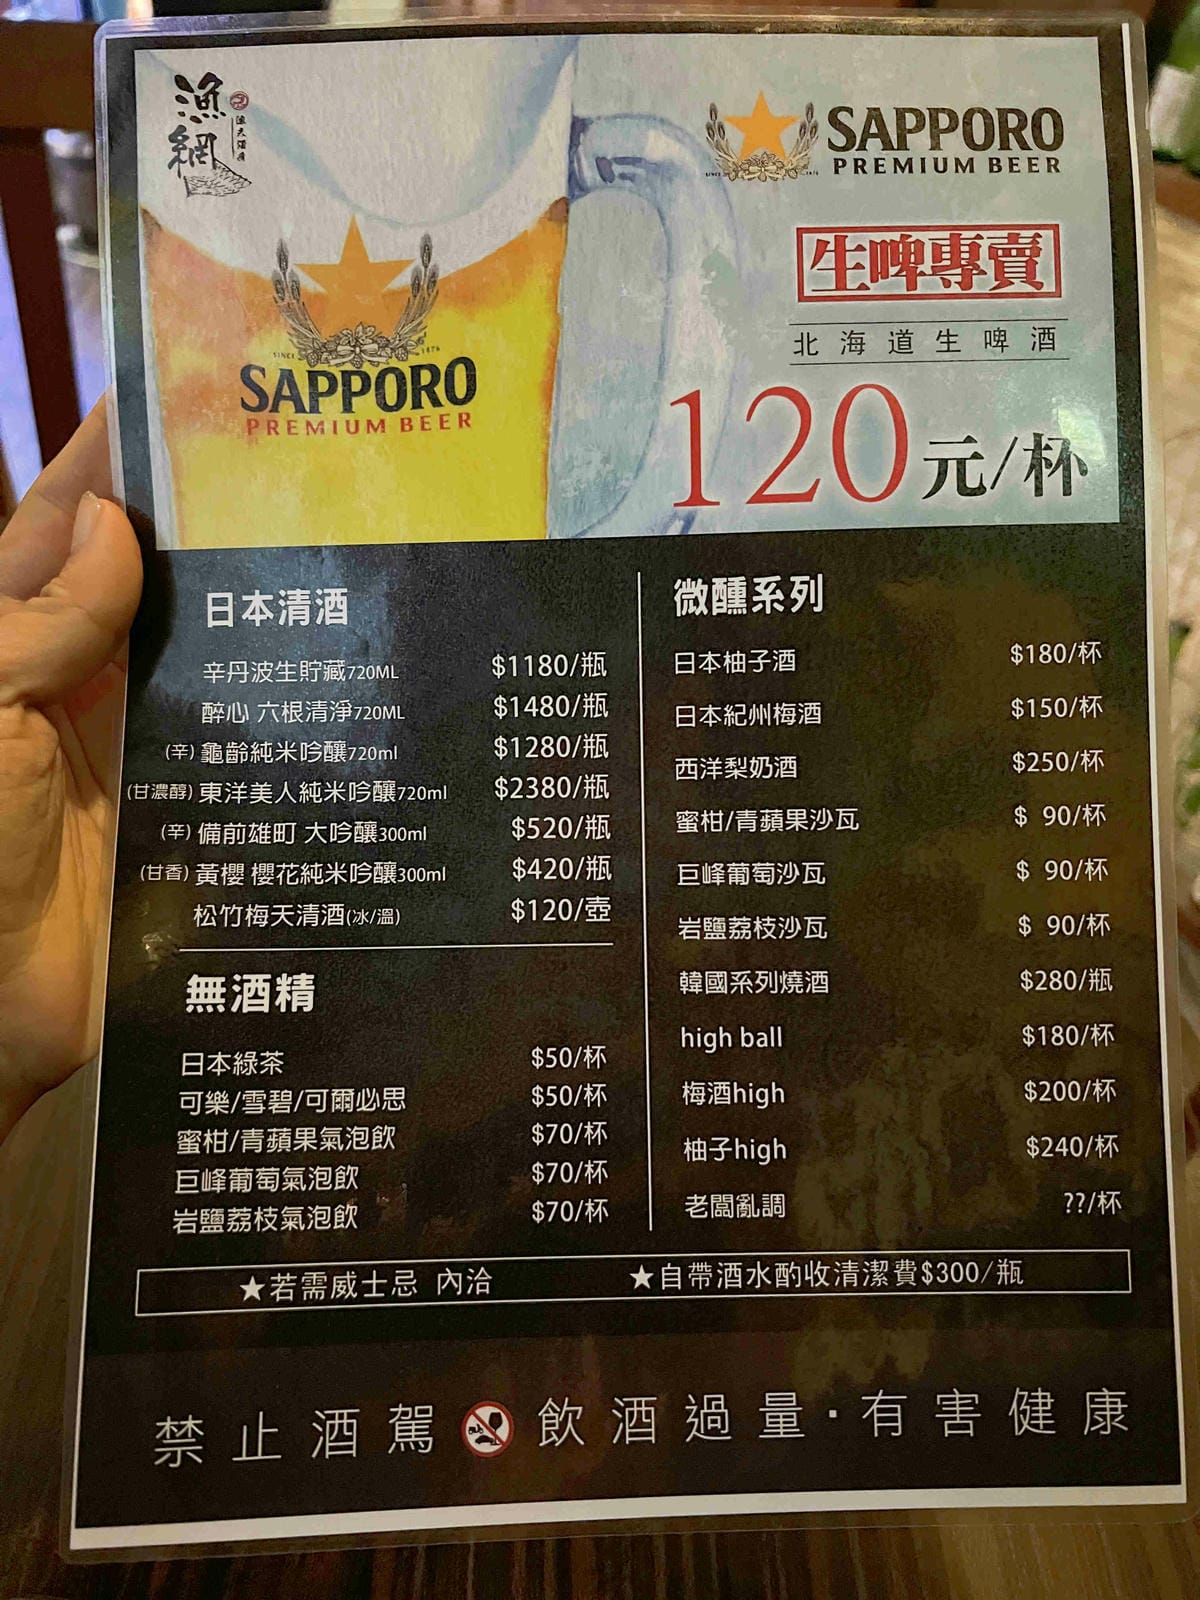 漁網
漁夫酒場
SAPPORO
PREMIUM BEER
SINCE 1876
生啤專賣
北海道生啤酒
120元/杯
SINCE 1876
SAPPORO
PREMIUM BEER
日本清酒
辛丹波生貯藏720ML $1180/瓶
醉心 六根清淨720ML $1480/瓶
(辛) 龜齡純米吟釀720ml $1280/瓶
(甘濃醇) 東洋美人純米吟釀720ml $2380/瓶
(辛) 備前雄町 大吟釀300ml $520/瓶
(甘香) 黃櫻 櫻花純米吟釀300ml $420/瓶
松竹梅天清酒(冰/溫) $120/壺
無酒精
日本綠茶 $50/杯
可樂/雪碧/可爾必思 $50/杯
蜜柑/青蘋果氣泡飲 $70/杯
巨峰葡萄氣泡飲 $70/杯
岩鹽荔枝氣泡飲 $70/杯
微醺系列
日本柚子酒 $180/杯
日本紀州梅酒 $150/杯
西洋梨奶酒 $250/杯
蜜柑/青蘋果沙瓦 $ 90/杯
巨峰葡萄沙瓦 $ 90/杯
岩鹽荔枝沙瓦 $ 90/杯
韓國系列燒酒 $280/瓶
high ball $180/杯
梅酒high $200/杯
柚子high $240/杯
老闆亂調 ??/杯
★若需威士忌 內洽 ★自帶酒水酌收清潔費$300/瓶
禁止酒駕 飲酒過量·有害健康